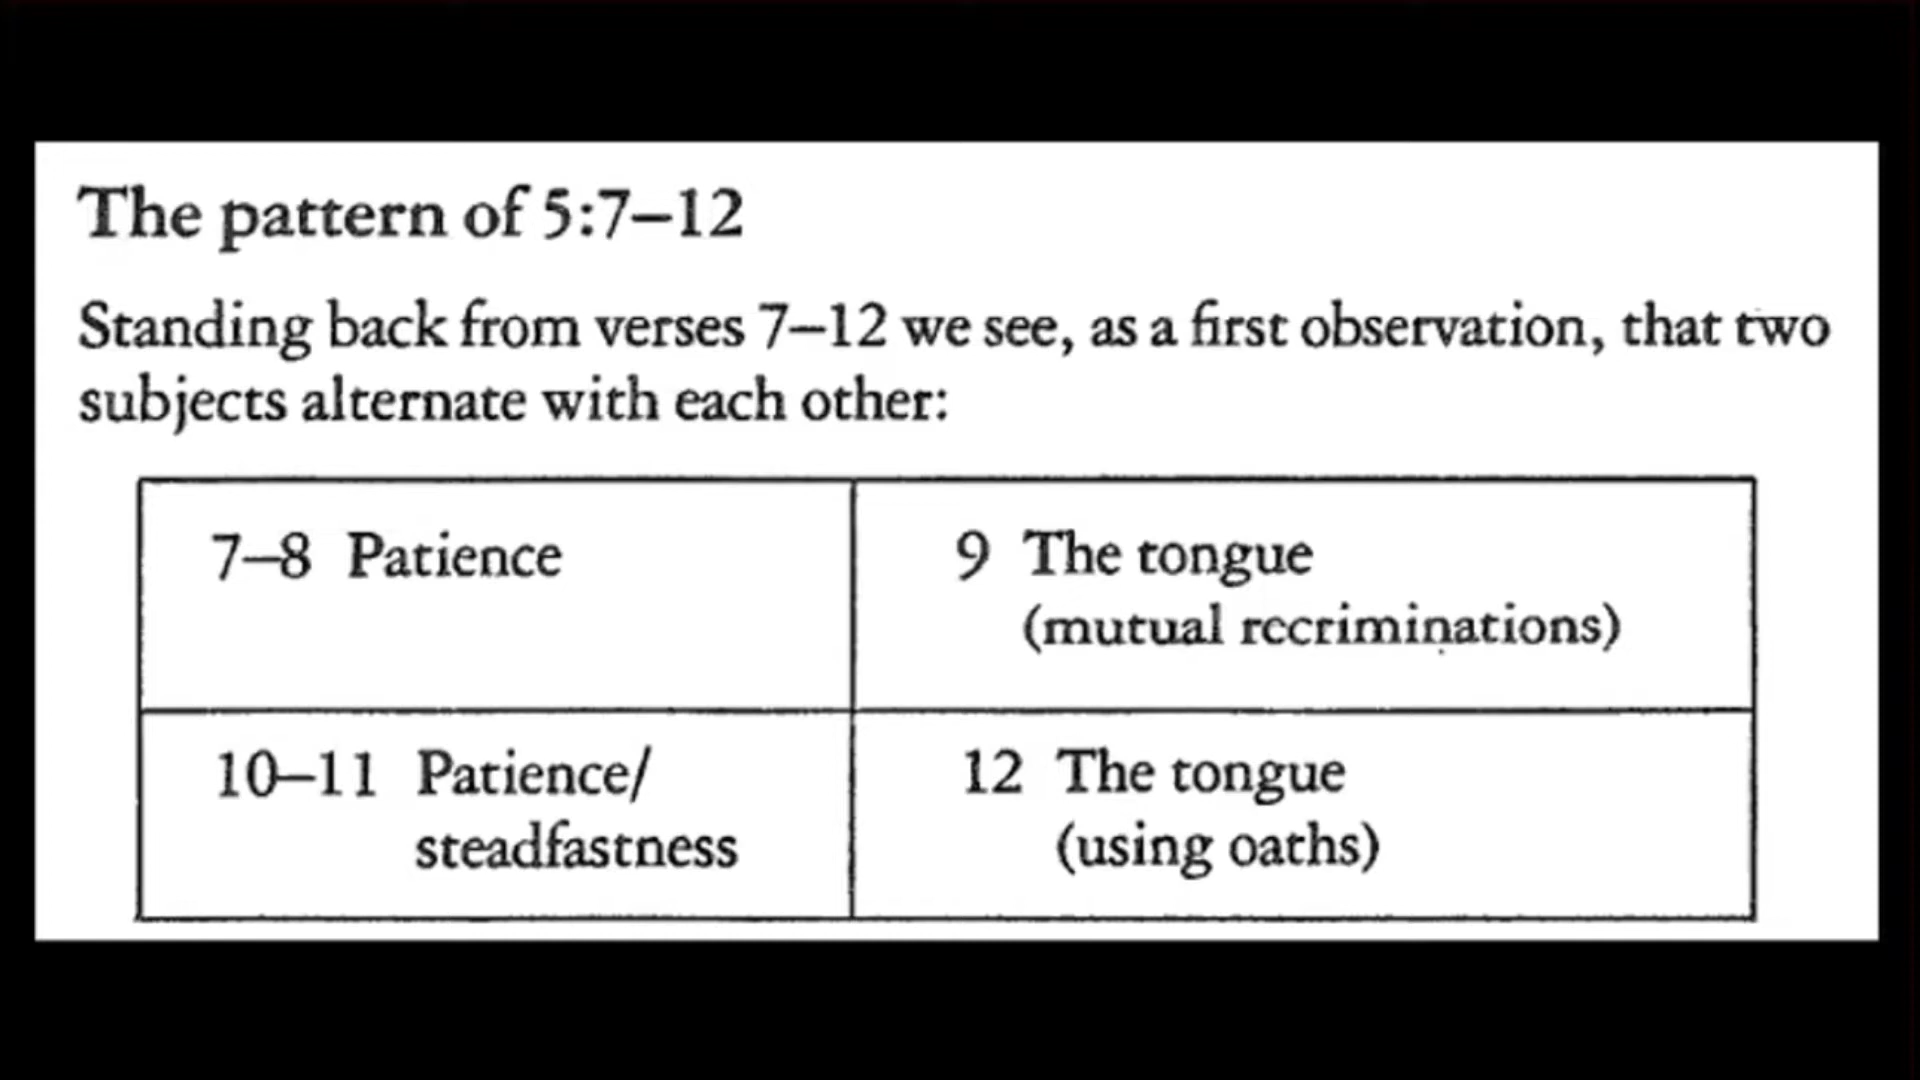 The pattern of 5:7–12
Standing back from verses 7–12 we see, as a first observation, that two
subjects alternate with each other:
7–8 Patience
9 The tongue
(mutual recriminations)
10–11 Patience/
steadfastness
12 The tongue
(using oaths)